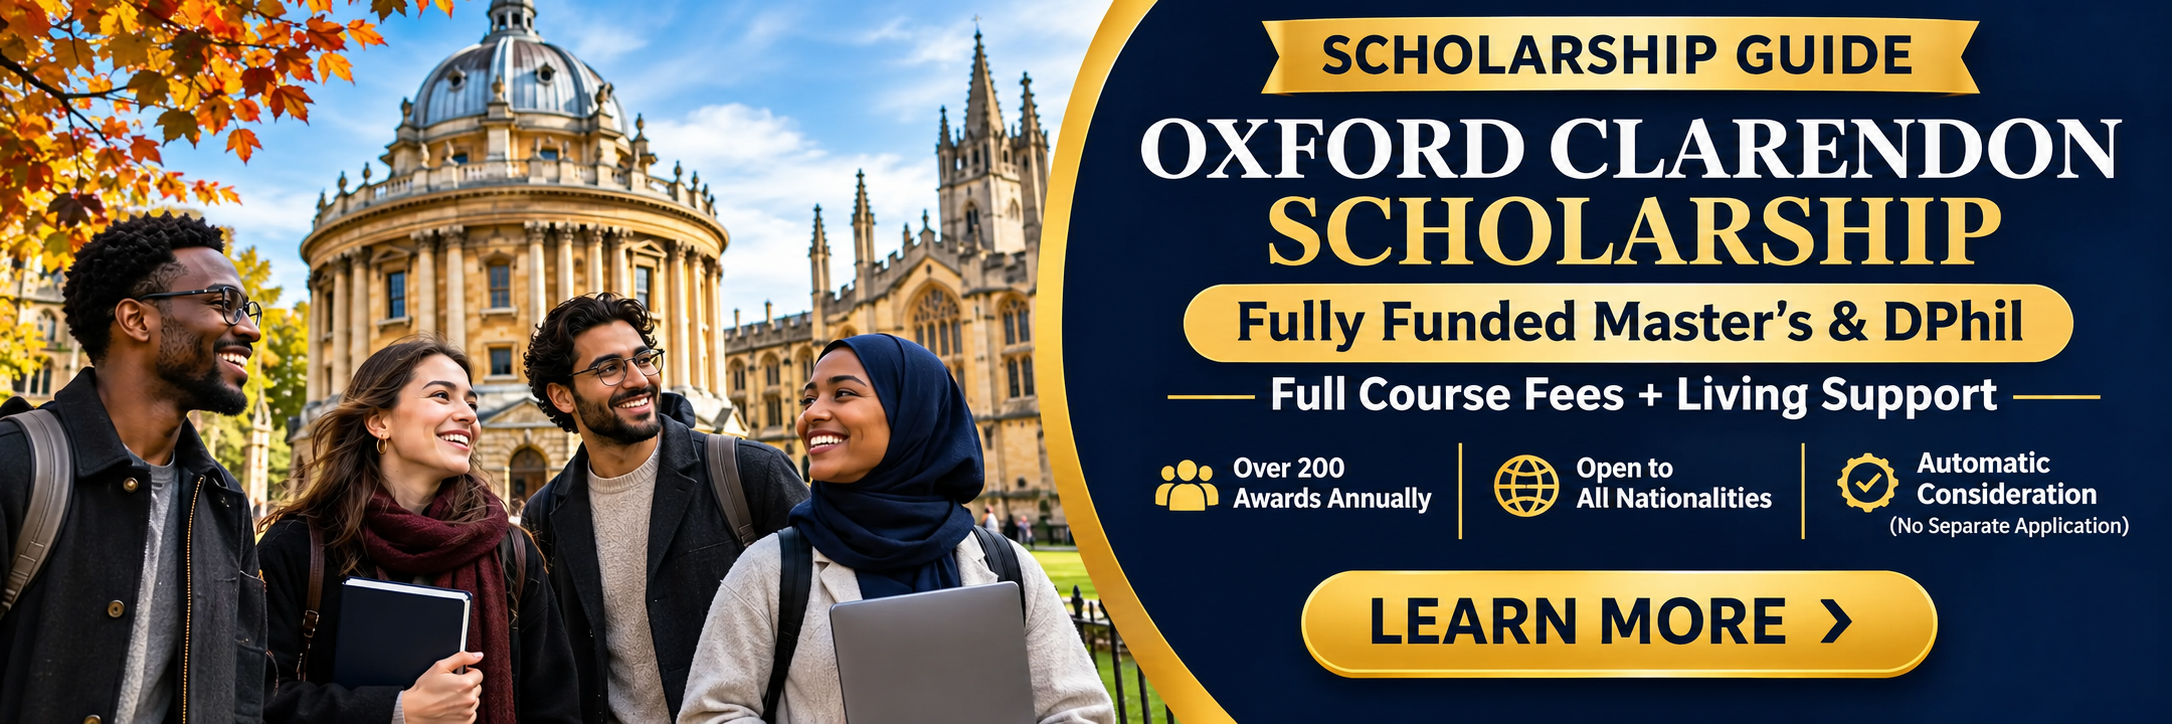 SCHOLARSHIP GUIDE
OXFORD CLARENDON
SCHOLARSHIP
Fully Funded Master’s & DPhil
Full Course Fees + Living Support
Over 200
Awards Annually
Open to
All Nationalities
Automatic
Consideration
(No Separate Application)
LEARN MORE